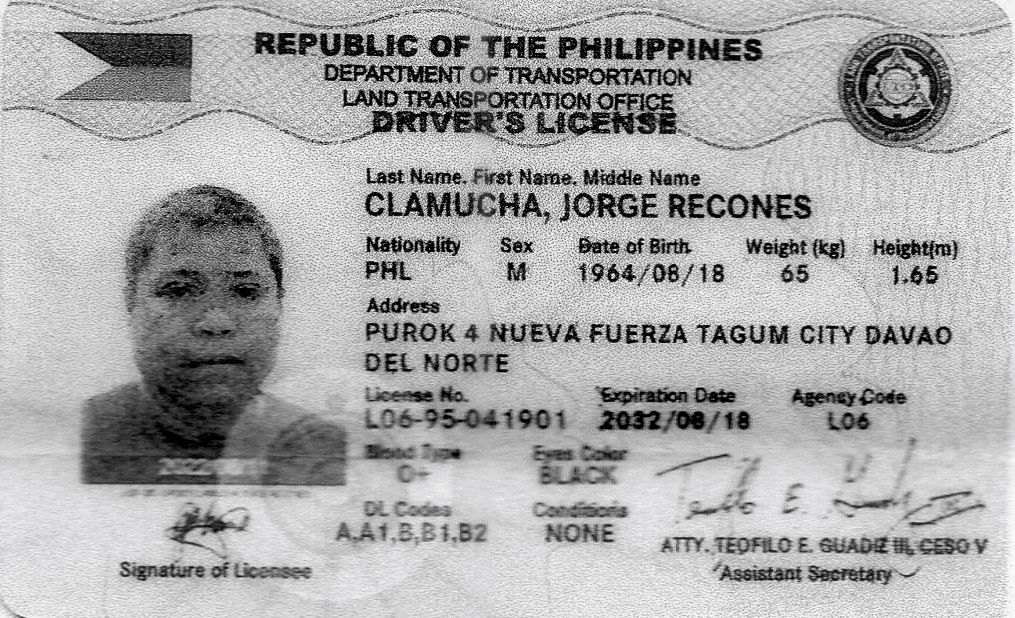 REPUBLIC OF THE PHILIPPINES
DEPARTMENT OF TRANSPORTATION
LAND TRANSPORTATION OFFICE
DRIVER'S LICENSE
Last Name, First Name, Middle Name
CLAMUCHA, JORGE RECONES
Nationality Sex Date of Birth Weight (kg) Height(m)
PHL M 1964/08/18 65 1.65
Address
PUROK 4 NUEVA FUERZA TAGUM CITY DAVAO
DEL NORTE
License No. Expiration Date Agency Code
L06-95-041901 2032/08/18 L06
Blood Type Eyes Color
O+ BLACK
DL Codes Conditions
A,A1,B,B1,B2 NONE
ATTY. TEOFILO E. GUADIZ III, CESO V
Signature of Licensee Assistant Secretary